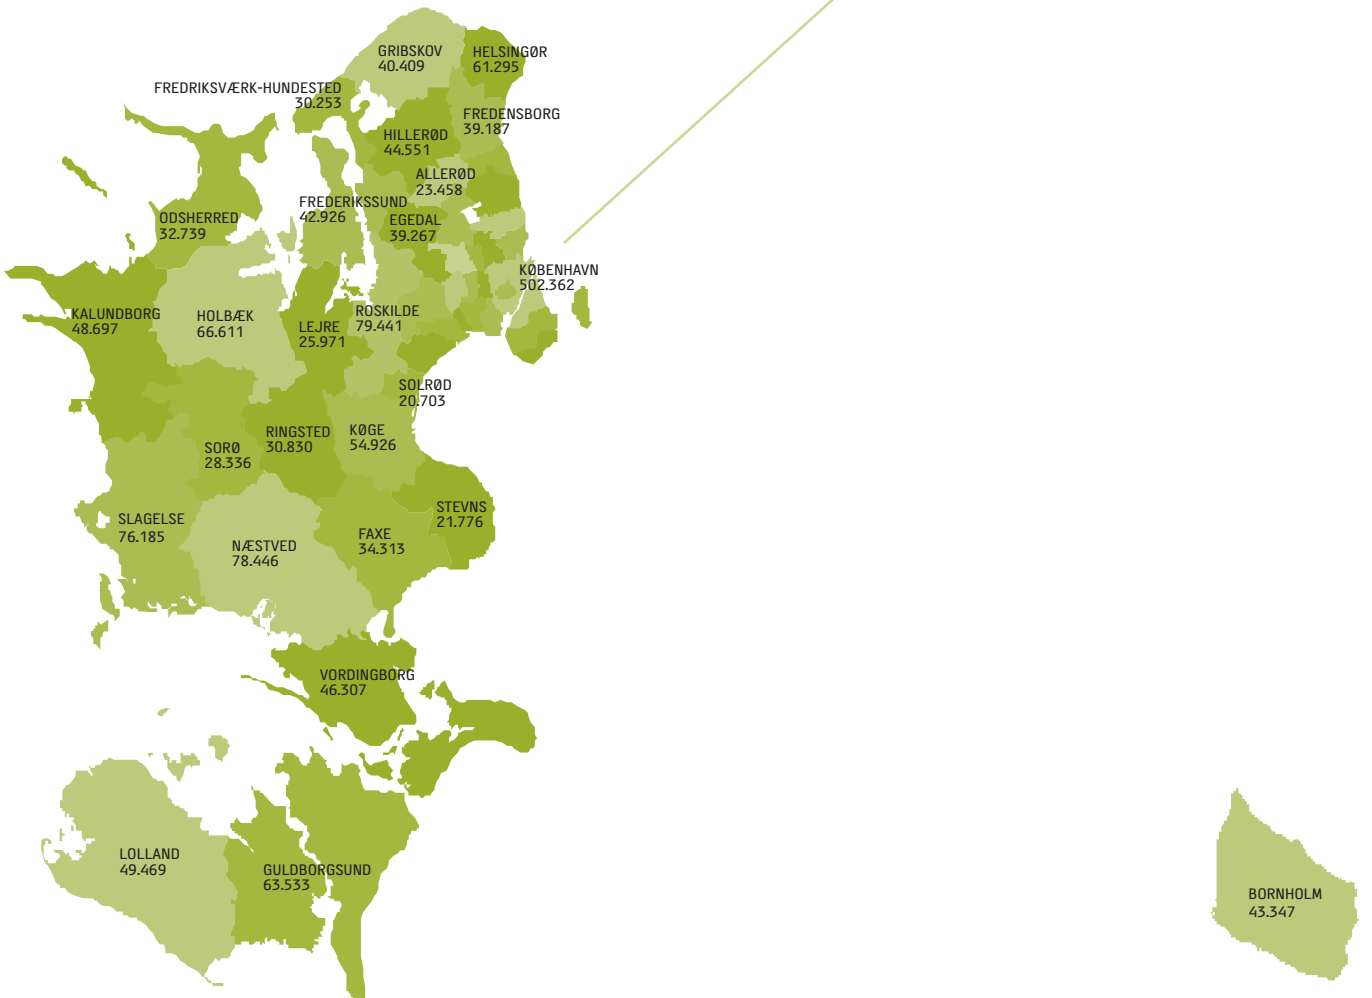 GRIBSKOV
40.409
HELSINGØR
61.295
FREDRIKSVÆRK-HUNDESTED
30.253
FREDENSBORG
39.187
HILLERØD
44.551
ALLERØD
23.458
FREDERIKSSUND
42.926
ODSHERRED
32.739
EGEDAL
39.267
KØBENHAVN
502.362
KALUNDBORG
48.697
HOLBÆK
66.611
LEJRE
25.971
ROSKILDE
79.441
SOLRØD
20.703
SORØ
28.336
RINGSTED
30.830
KØGE
54.926
SLAGELSE
76.185
NÆSTVED
78.446
FAXE
34.313
STEVNS
21.776
VORDINGBORG
46.307
LOLLAND
49.469
GULDBORGSUND
63.533
BORNHOLM
43.347